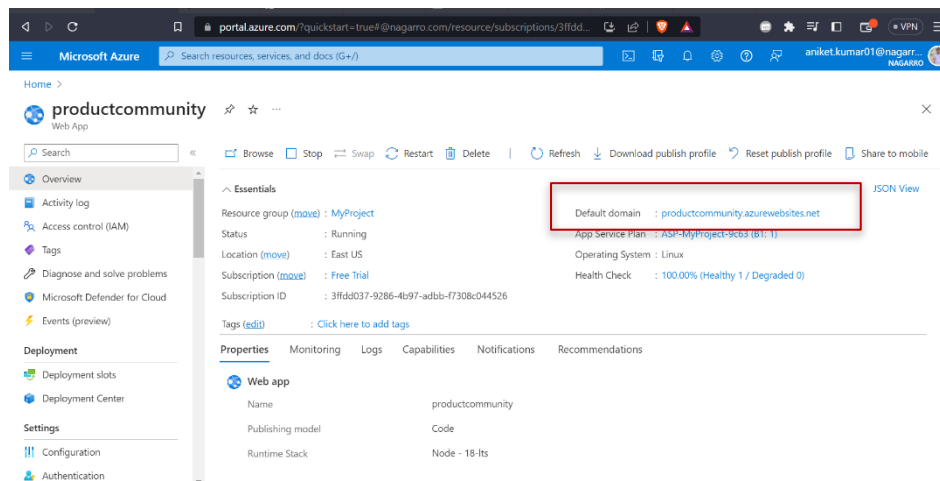 portal.azure.com/?quickstart=true#@nagarro.com/resource/subscriptions/3ffdd...
VPN
Microsoft Azure
Search resources, services, and docs (G+/)
aniket.kumar01@nagarr...
NAGARRO
Home >
productcommunity
Web App
Search
Browse Stop Swap Restart Delete Refresh Download publish profile Reset publish profile Share to mobile
Overview
Activity log
Access control (IAM)
Tags
Diagnose and solve problems
Microsoft Defender for Cloud
Events (preview)
Deployment
Deployment slots
Deployment Center
Settings
Configuration
Authentication
Essentials
JSON View
Resource group (move) : MyProject
Status : Running
Location (move) : East US
Subscription (move) : Free Trial
Subscription ID : 3ffdd037-9286-4b97-adbb-f7308c044526
Default domain : productcommunity.azurewebsites.net
App Service Plan : ASP-MyProject-9c63 (B1: 1)
Operating System : Linux
Health Check : 100.00% (Healthy 1 / Degraded 0)
Tags (edit) : Click here to add tags
Properties Monitoring Logs Capabilities Notifications Recommendations
Web app
Name productcommunity
Publishing model Code
Runtime Stack Node - 18-lts